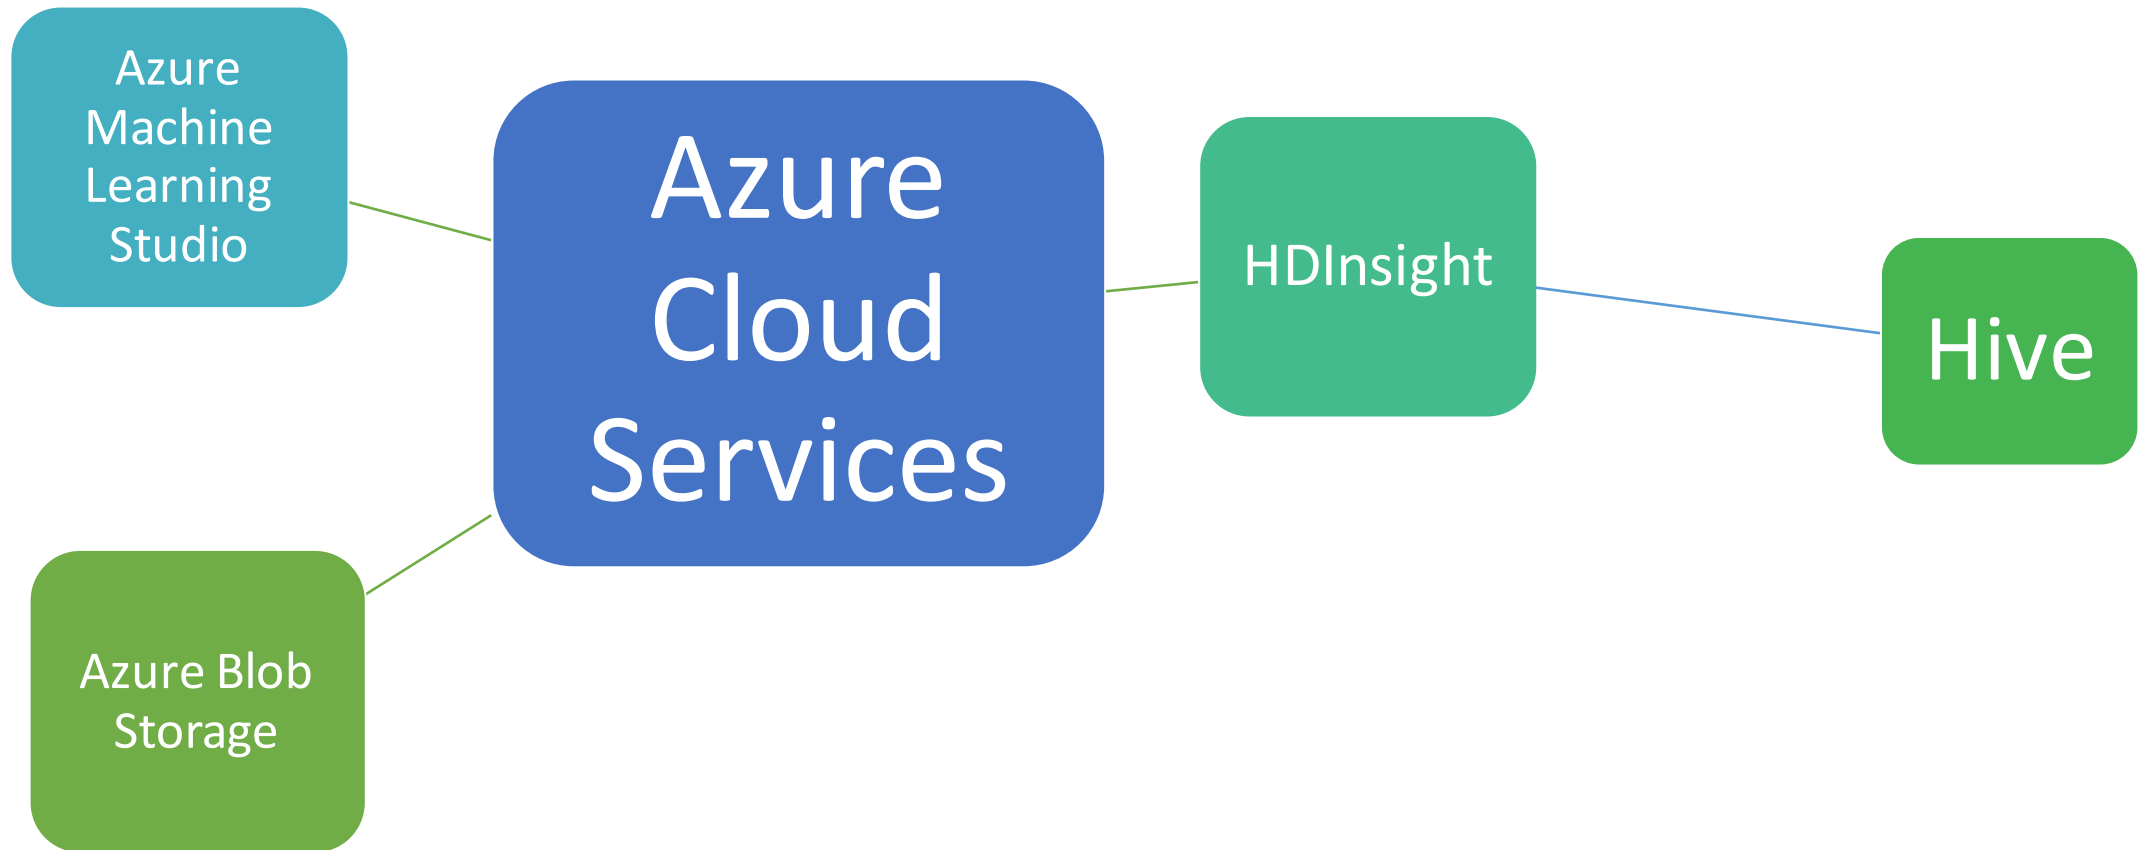 Azure
Machine
Learning
Studio
Azure
Cloud
Services
HDInsight
Hive
Azure Blob
Storage